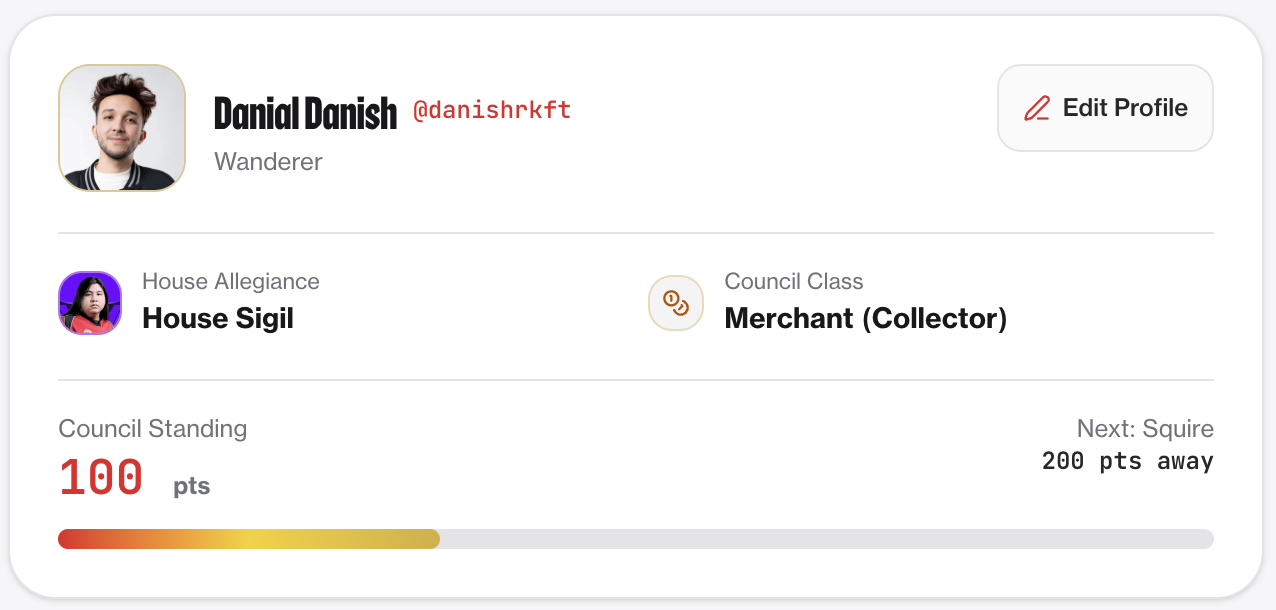 Danial Danish @danishrkft
Wanderer
Edit Profile
House Allegiance
House Sigil
Council Class
Merchant (Collector)
Council Standing
100 pts
Next: Squire
200 pts away